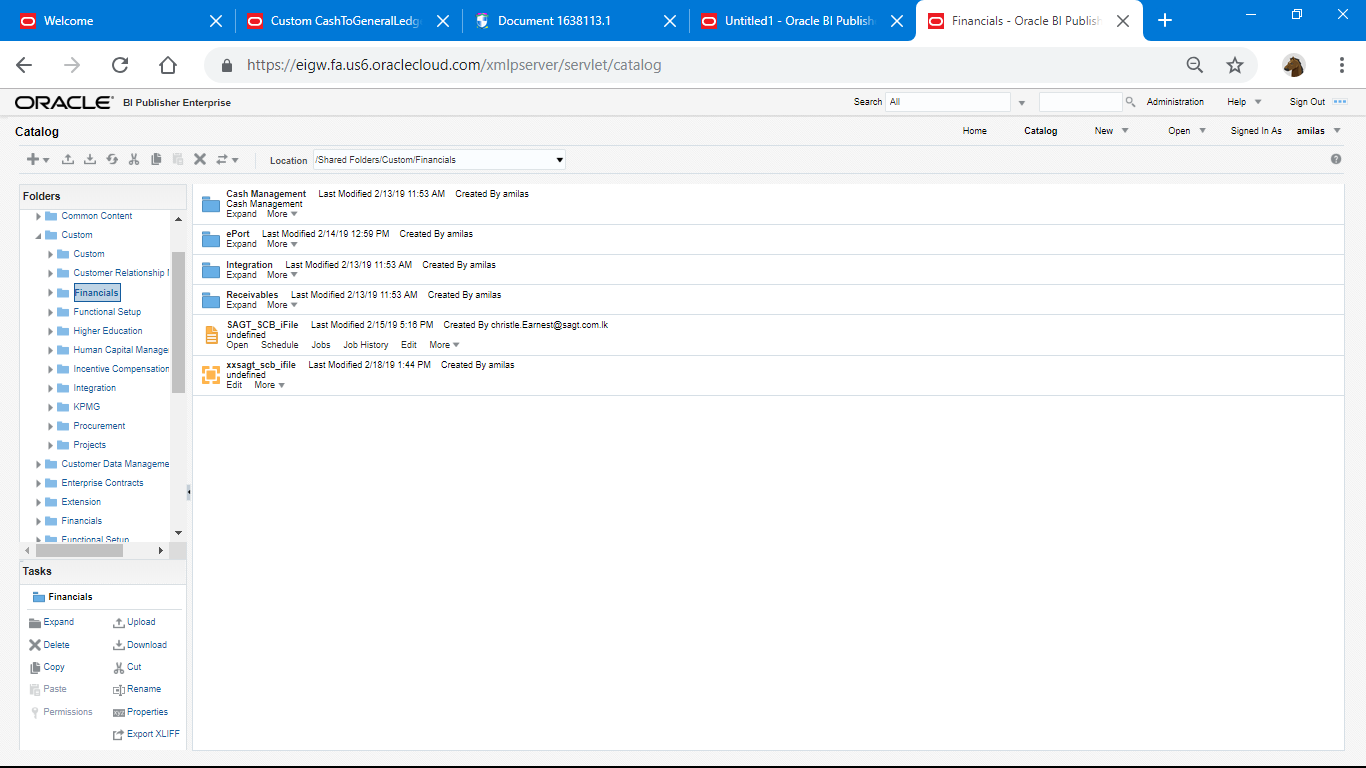 Welcome
Custom CashToGeneralLedg
Document 1638113.1
Untitled1 - Oracle BI Publish
Financials - Oracle BI Publish
https://eigw.fa.us6.oraclecloud.com/xmlpserver/servlet/catalog
ORACLE BI Publisher Enterprise
Search All Administration Help Sign Out
Catalog
Home Catalog New Open Signed In As amilas
Location /Shared Folders/Custom/Financials
Folders
Common Content
Custom
Custom
Customer Relationship M
Financials
Functional Setup
Higher Education
Human Capital Manage
Incentive Compensation
Integration
KPMG
Procurement
Projects
Customer Data Manageme
Enterprise Contracts
Extension
Financials
Functional Setup
Tasks
Financials
Expand Upload
Delete Download
Copy Cut
Paste Rename
Permissions Properties
Export XLIFF
Cash Management Last Modified 2/13/19 11:53 AM Created By amilas
Cash Management
Expand More
ePort Last Modified 2/14/19 12:59 PM Created By amilas
Expand More
Integration Last Modified 2/13/19 11:53 AM Created By amilas
Expand More
Receivables Last Modified 2/13/19 11:53 AM Created By amilas
Expand More
SAGT_SCB_iFile Last Modified 2/15/19 5:16 PM Created By christle.Earnest@sagt.com.lk
undefined
Open Schedule Jobs Job History Edit More
xxsagt_scb_ifile Last Modified 2/18/19 1:44 PM Created By amilas
undefined
Edit More